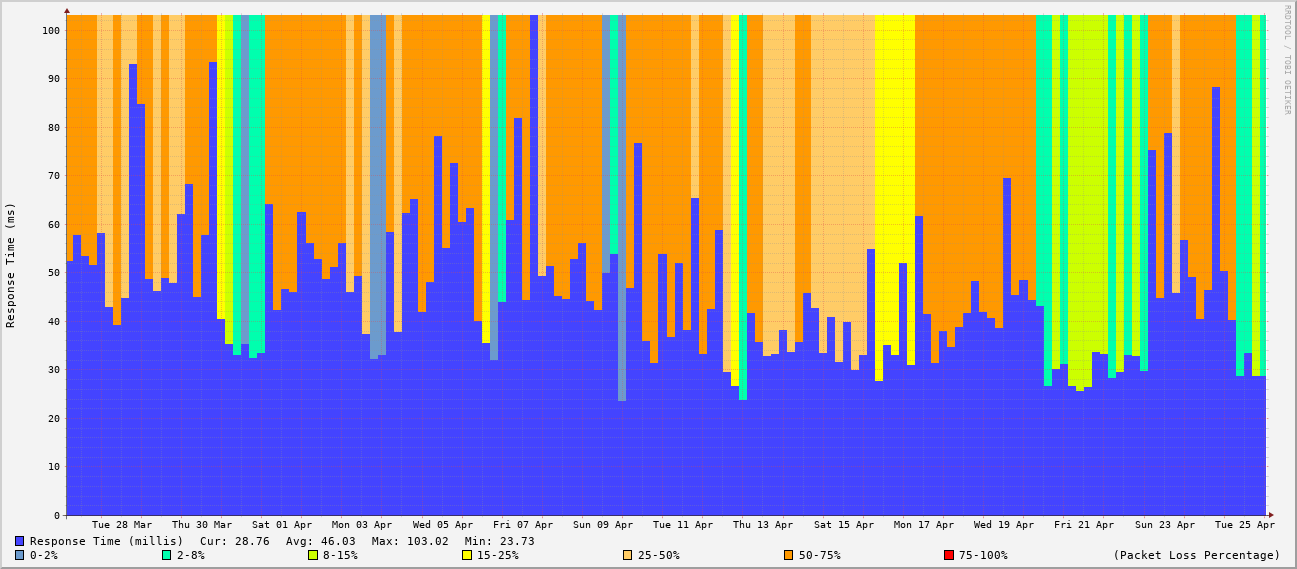 RRDTOOL / TOBI OETIKER
Response Time (ms)
100
90
80
70
60
50
40
30
20
10
0
Tue 28 Mar Thu 30 Mar Sat 01 Apr Mon 03 Apr Wed 05 Apr Fri 07 Apr Sun 09 Apr Tue 11 Apr Thu 13 Apr Sat 15 Apr Mon 17 Apr Wed 19 Apr Fri 21 Apr Sun 23 Apr Tue 25 Apr
Response Time (millis) Cur: 28.76 Avg: 46.03 Max: 103.02 Min: 23.73
0-2% 2-8% 8-15% 15-25% 25-50% 50-75% 75-100% (Packet Loss Percentage)